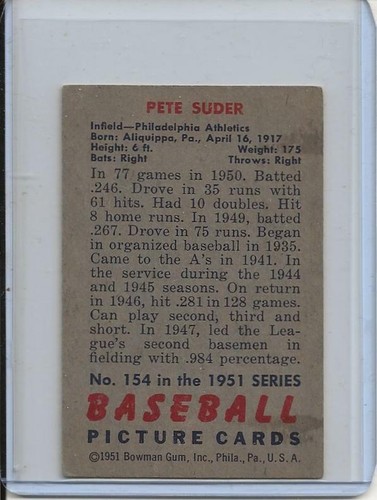 PETE SUDER
Infield—Philadelphia Athletics
Born: Aliquippa, Pa., April 16, 1917
Height: 6 ft. Weight: 175
Bats: Right Throws: Right
In 77 games in 1950. Batted
.246. Drove in 35 runs with
61 hits. Had 10 doubles. Hit
8 home runs. In 1949, batted
.267. Drove in 75 runs. Began
in organized baseball in 1935.
Came to the A's in 1941. In
the service during the 1944
and 1945 seasons. On return
in 1946, hit .281 in 128 games.
Can play second, third and
short. In 1947, led the Lea-
gue's second basemen in
fielding with .984 percentage.
No. 154 in the 1951 SERIES
BASEBALL
PICTURE CARDS
©1951 Bowman Gum, Inc., Phila., Pa., U.S.A.